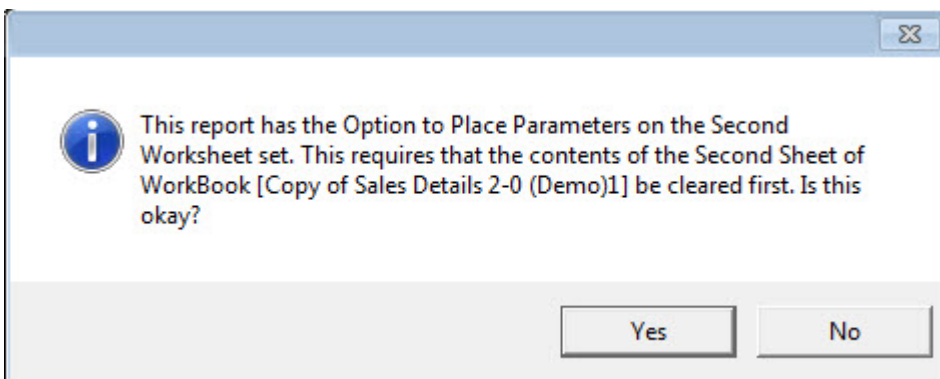 This report has the Option to Place Parameters on the Second
Worksheet set. This requires that the contents of the Second Sheet of
WorkBook [Copy of Sales Details 2-0 (Demo)1] be cleared first. Is this
okay?
Yes
No